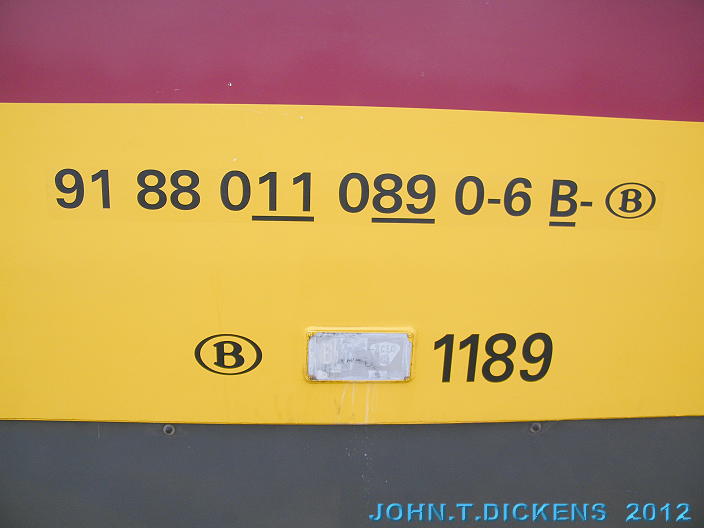 91 88 011 089 0-6 B- B
B 1189
JOHN.T.DICKENS 2012